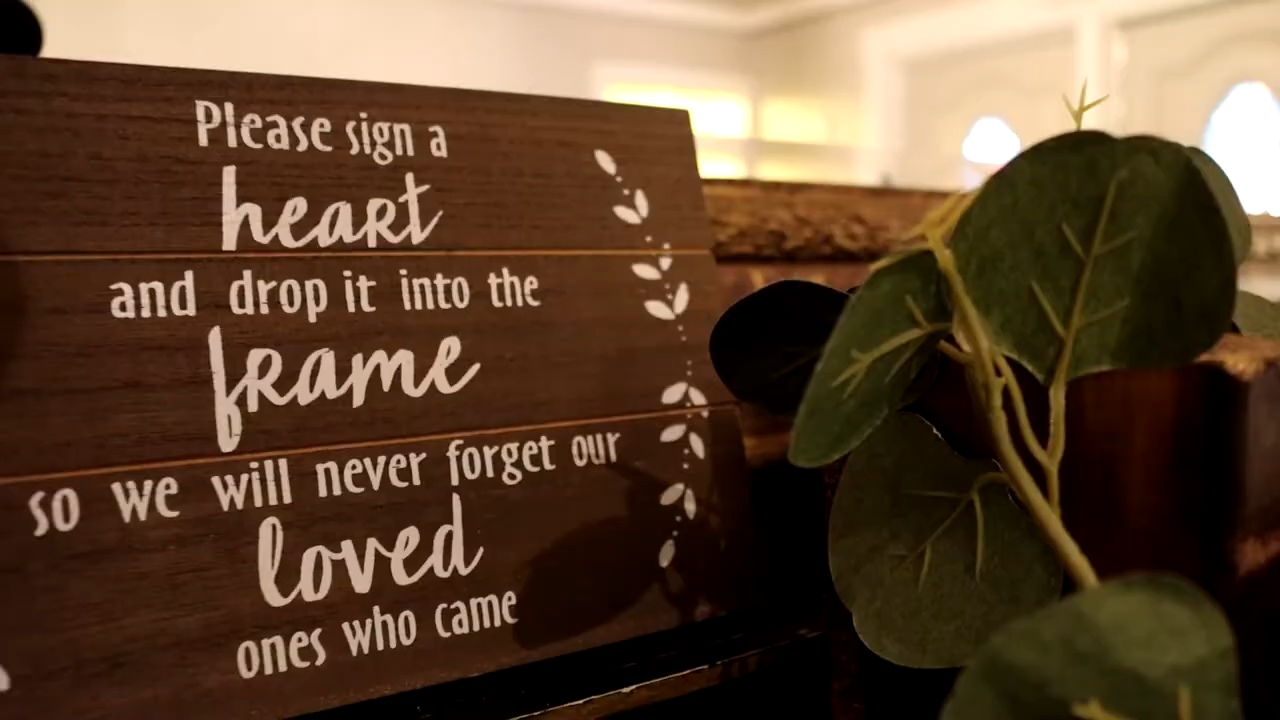 Please sign a
heart
and drop it into the
frame
so we will never forget our
loved
ones who came